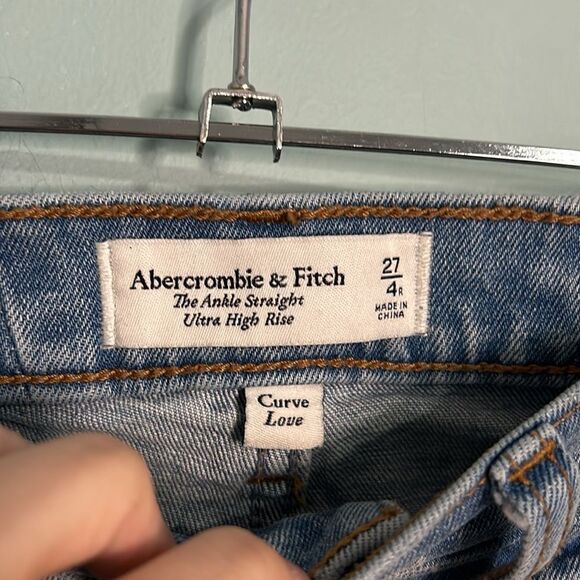 Abercrombie & Fitch
The Ankle Straight
Ultra High Rise
27
4R
MADE IN
CHINA
Curve
Love